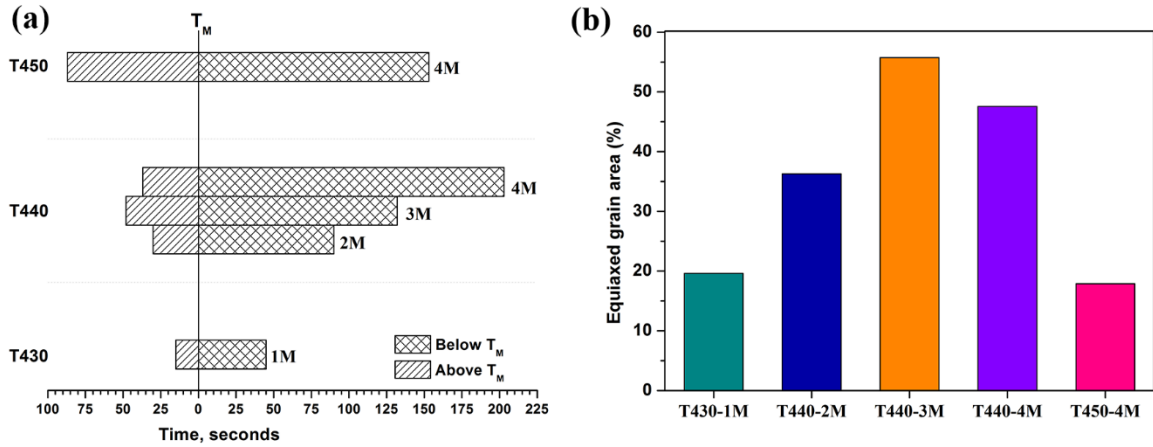 (a)
T_M
T450
4M
T440
4M
3M
2M
T430
1M
Below T_M
Above T_M
100 75 50 25 0 25 50 75 100 125 150 175 200 225
Time, seconds
(b)
Equiaxed grain area (%)
60
50
40
30
20
10
0
T430-1M T440-2M T440-3M T440-4M T450-4M